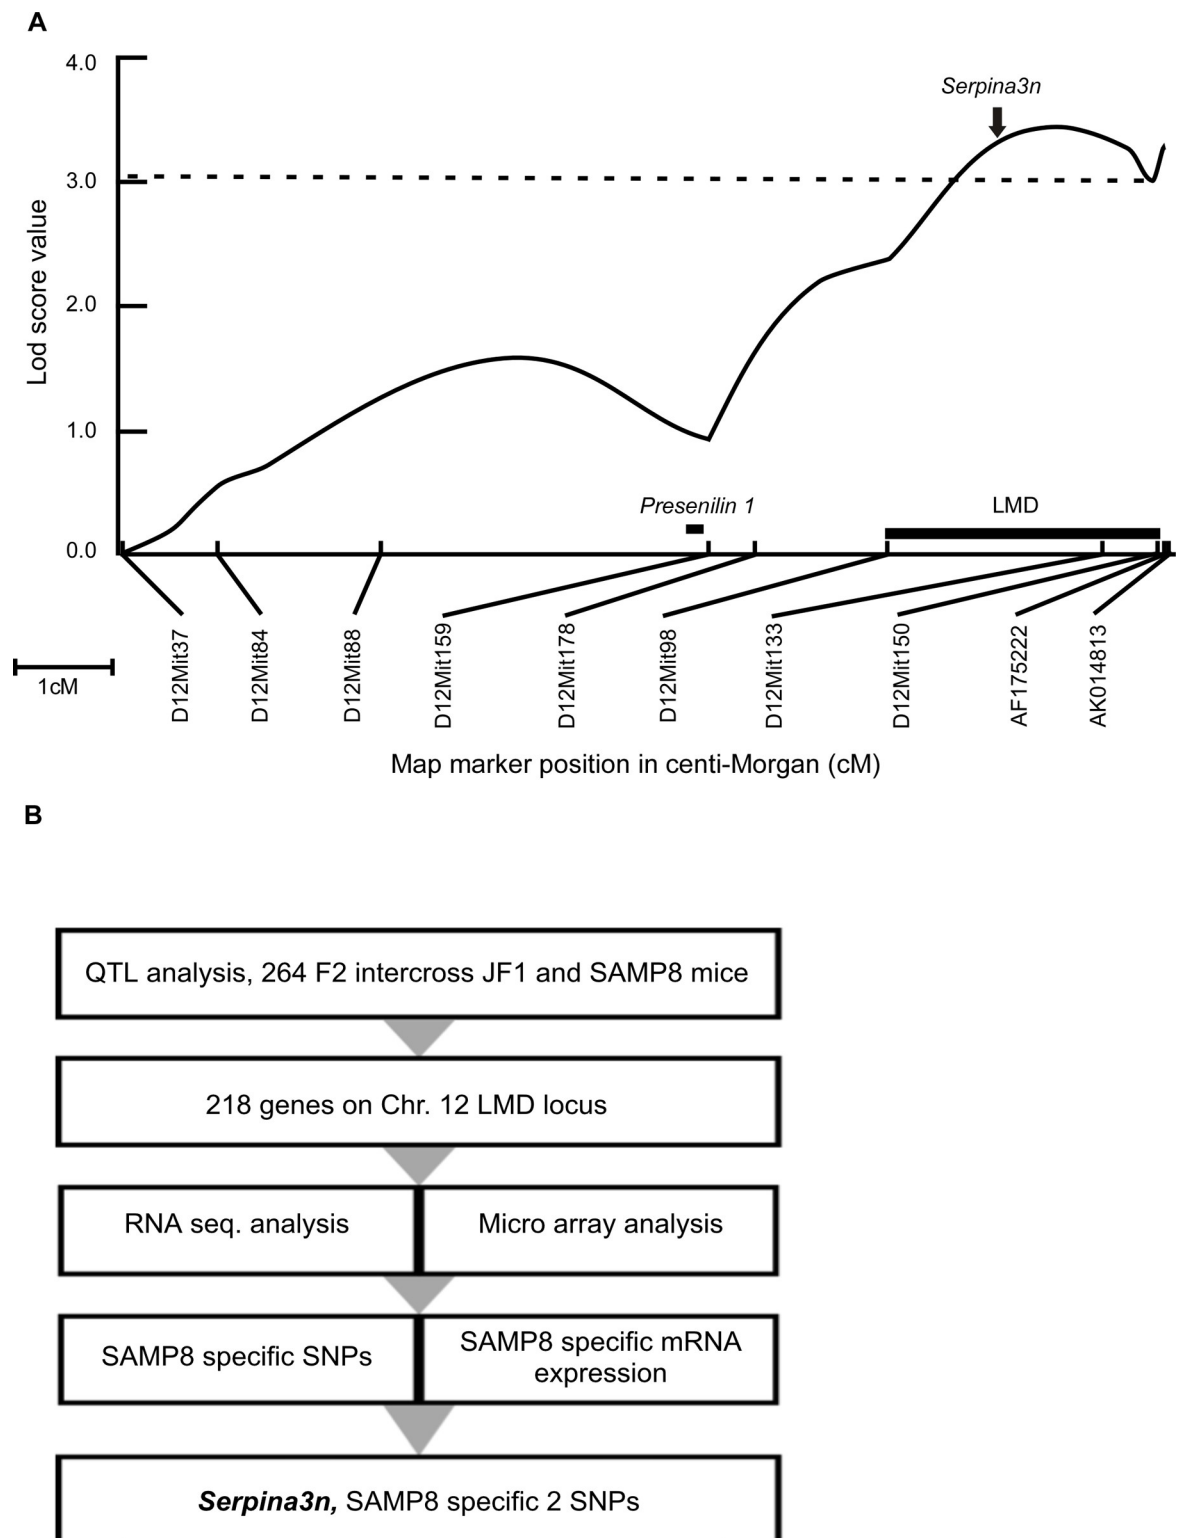 A
4.0
3.0
2.0
1.0
0.0
Lod score value
Serpina3n
Presenilin 1
LMD
1cM
D12Mit37
D12Mit84
D12Mit88
D12Mit159
D12Mit178
D12Mit98
D12Mit133
D12Mit150
AF175222
AK014813
Map marker position in centi-Morgan (cM)
B
QTL analysis, 264 F2 intercross JF1 and SAMP8 mice
218 genes on Chr. 12 LMD locus
RNA seq. analysis
Micro array analysis
SAMP8 specific SNPs
SAMP8 specific mRNA
expression
Serpina3n, SAMP8 specific 2 SNPs